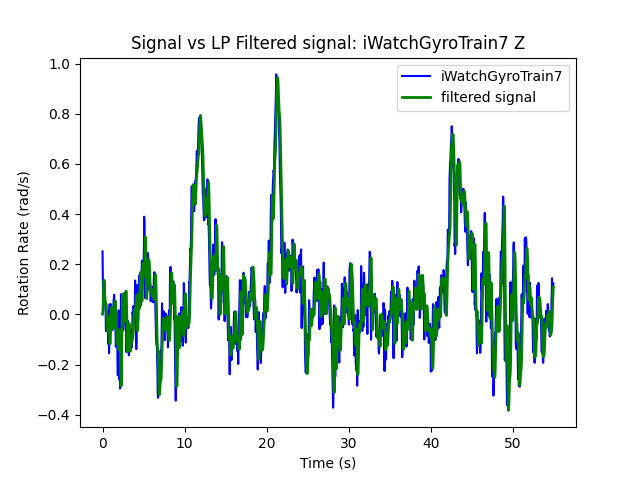 Signal vs LP Filtered signal: iWatchGyroTrain7 Z
iWatchGyroTrain7
filtered signal
Rotation Rate (rad/s)
1.0
0.8
0.6
0.4
0.2
0.0
−0.2
−0.4
0 10 20 30 40 50
Time (s)